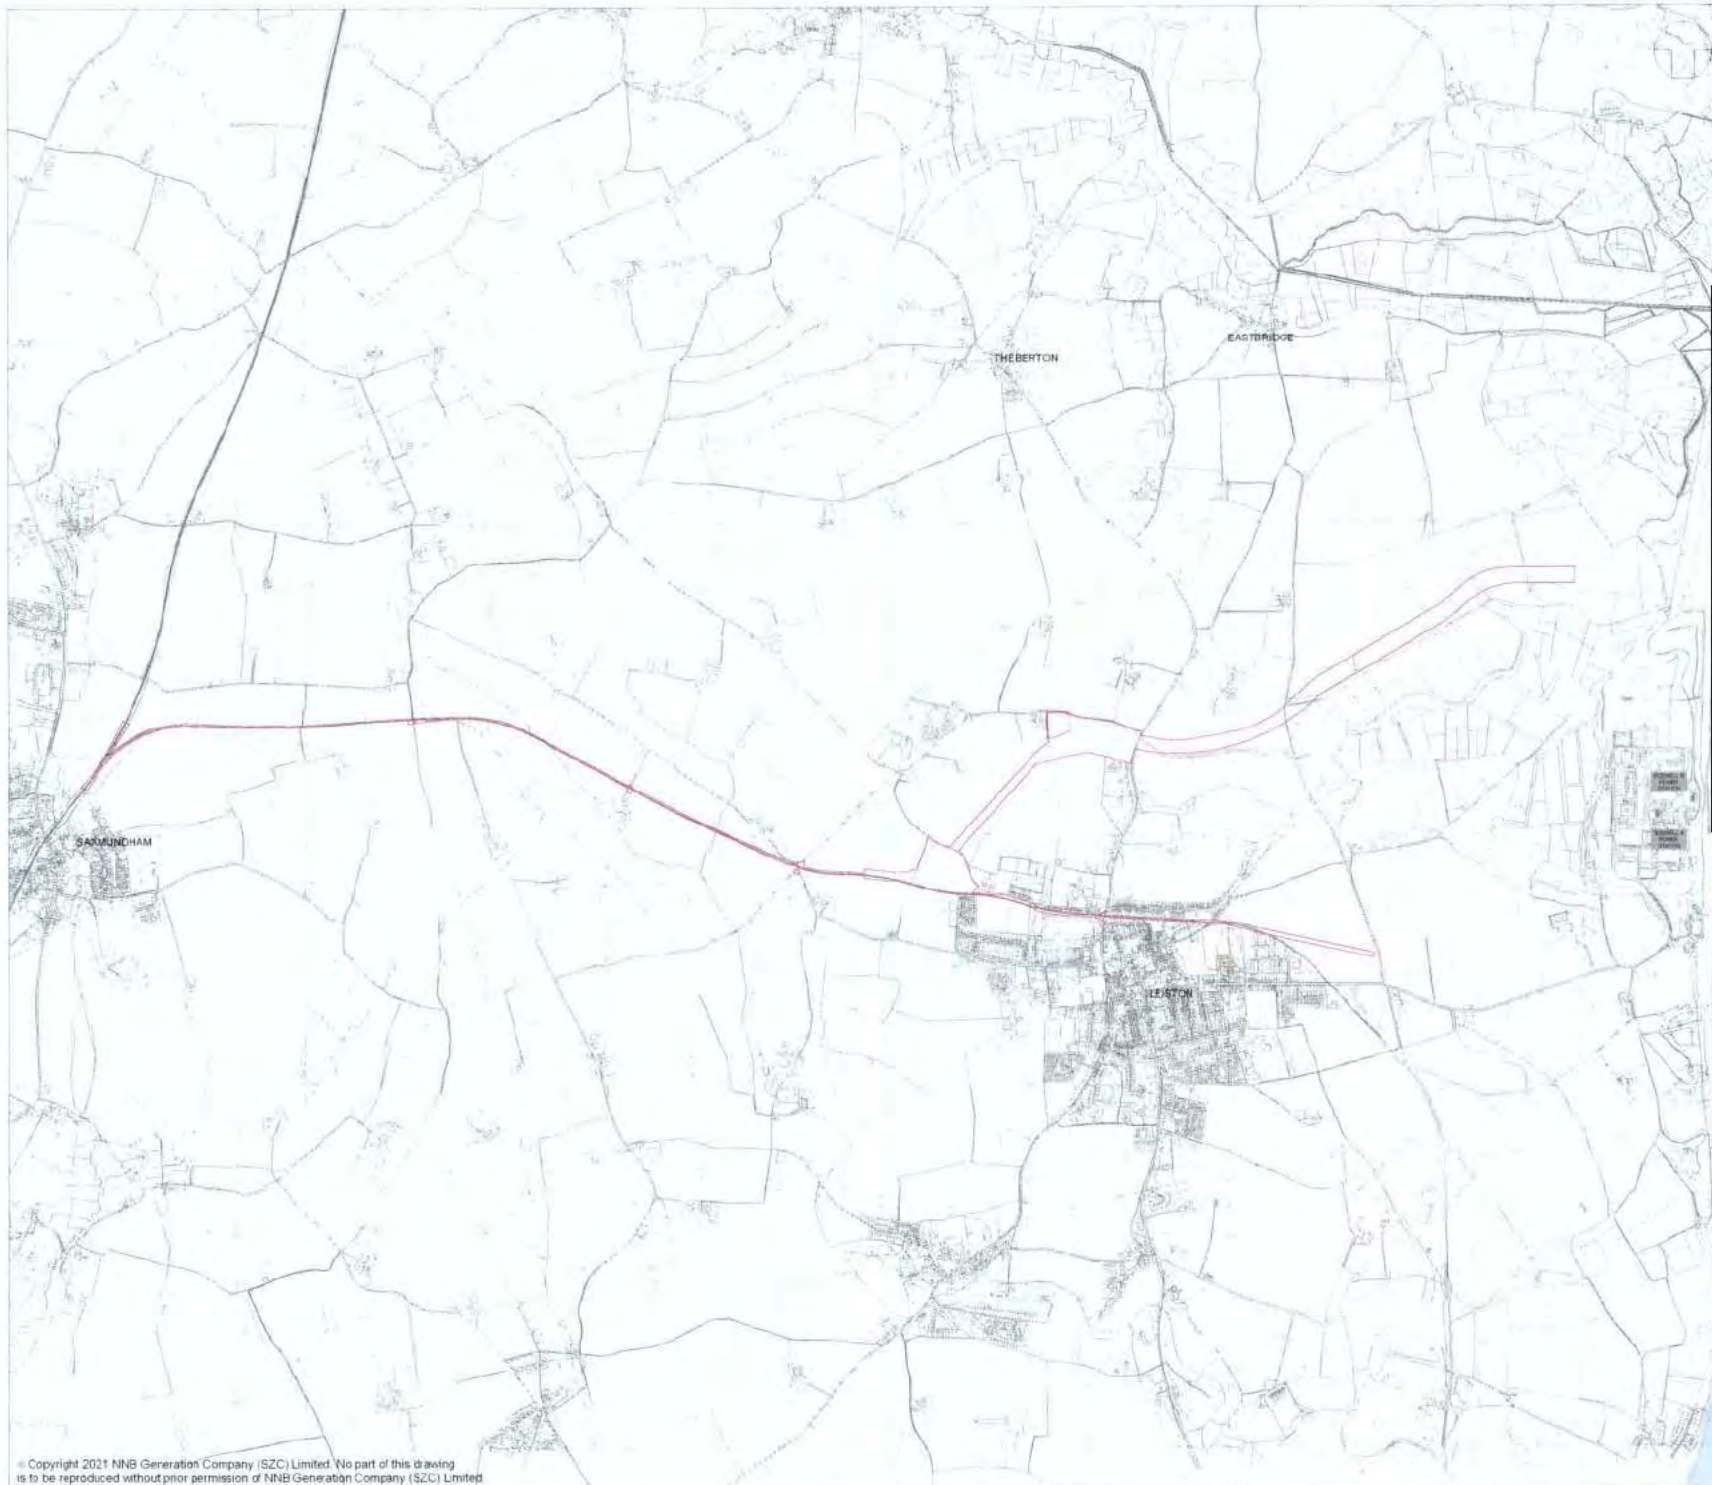 EASTBRIDGE
THEBERTON
SAXMUNDHAM
LEISTON
© Copyright 2021 NNB Generation Company (SZC) Limited. No part of this drawing
is to be reproduced without prior permission of NNB Generation Company (SZC) Limited.